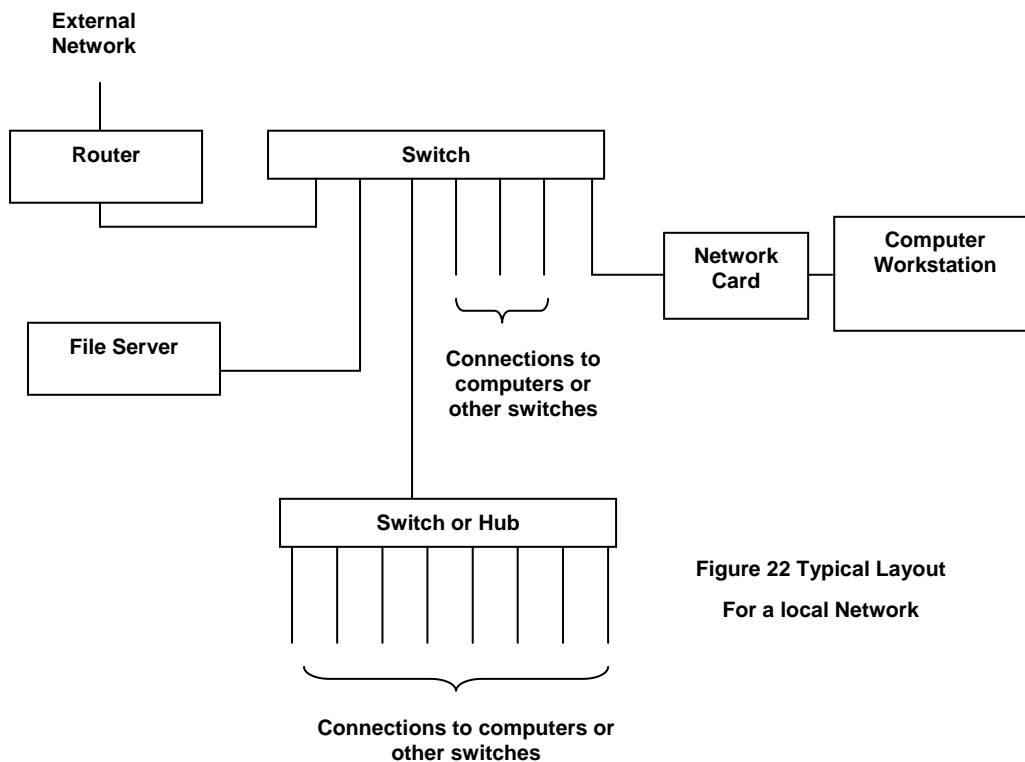 External
Network
Router
Switch
Network
Card
Computer
Workstation
File Server
Connections to
computers or
other switches
Switch or Hub
Figure 22 Typical Layout
For a local Network
Connections to computers or
other switches